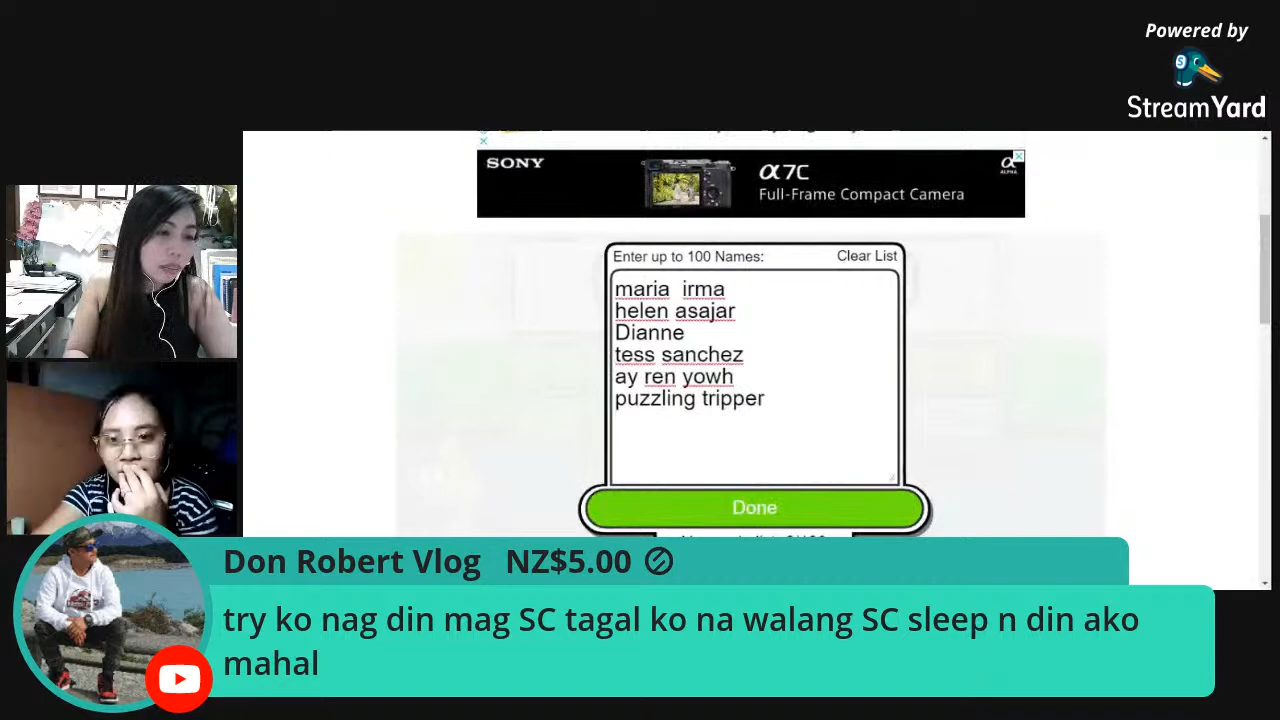 Powered by
StreamYard
SONY
α7C
Full-Frame Compact Camera
α
ALPHA
Enter up to 100 Names:
Clear List
maria irma
helen asajar
Dianne
tess sanchez
ay ren yowh
puzzling tripper
Done
Don Robert Vlog NZ$5.00
try ko nag din mag SC tagal ko na walang SC sleep n din ako
mahal